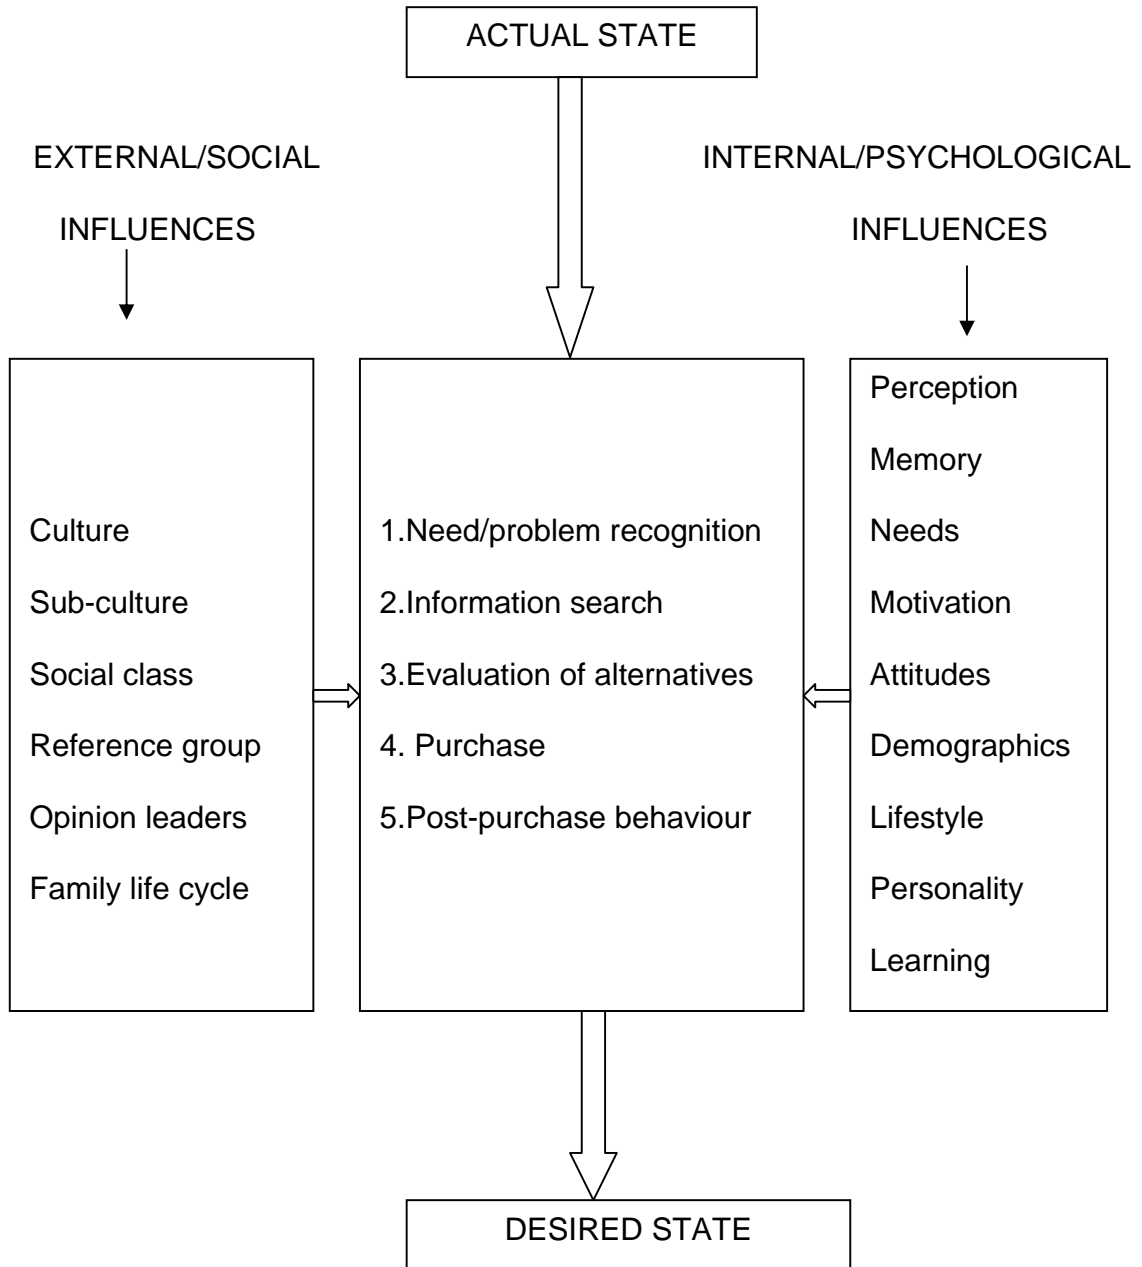 ACTUAL STATE
EXTERNAL/SOCIAL
INFLUENCES
INTERNAL/PSYCHOLOGICAL
INFLUENCES
Culture
Sub-culture
Social class
Reference group
Opinion leaders
Family life cycle
1.Need/problem recognition
2.Information search
3.Evaluation of alternatives
4. Purchase
5.Post-purchase behaviour
Perception
Memory
Needs
Motivation
Attitudes
Demographics
Lifestyle
Personality
Learning
DESIRED STATE